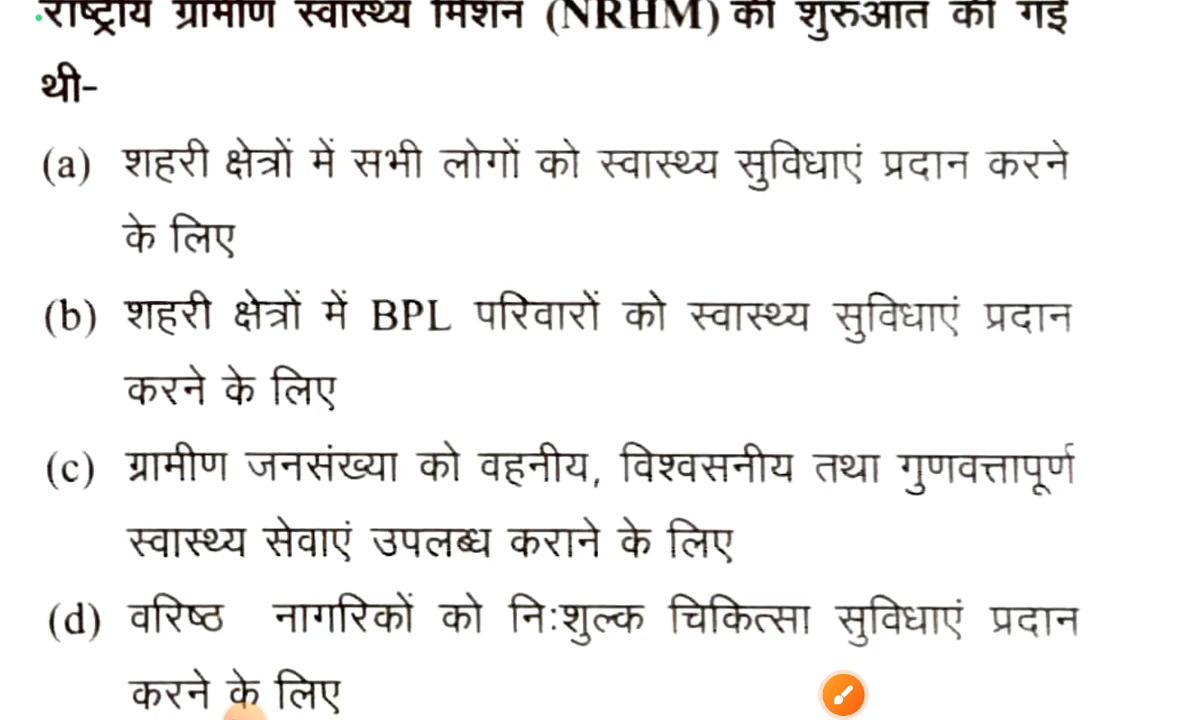 राष्ट्रीय ग्रामीण स्वास्थ्य मिशन (NRHM) की शुरुआत की गई
थी-
(a) शहरी क्षेत्रों में सभी लोगों को स्वास्थ्य सुविधाएं प्रदान करने
के लिए
(b) शहरी क्षेत्रों में BPL परिवारों को स्वास्थ्य सुविधाएं प्रदान
करने के लिए
(c) ग्रामीण जनसंख्या को वहनीय, विश्वसनीय तथा गुणवत्तापूर्ण
स्वास्थ्य सेवाएं उपलब्ध कराने के लिए
(d) वरिष्ठ नागरिकों को नि:शुल्क चिकित्सा सुविधाएं प्रदान
करने के लिए